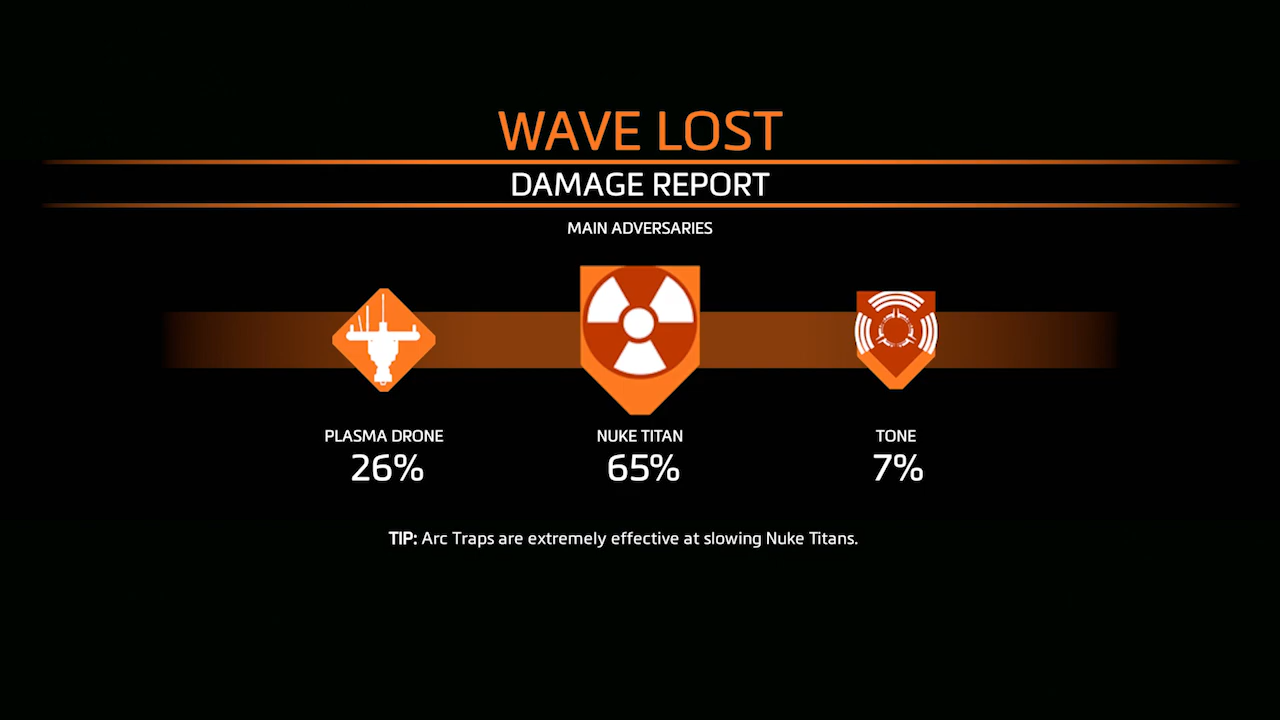 WAVE LOST
DAMAGE REPORT
MAIN ADVERSARIES
PLASMA DRONE
26%
NUKE TITAN
65%
TONE
7%
TIP: Arc Traps are extremely effective at slowing Nuke Titans.